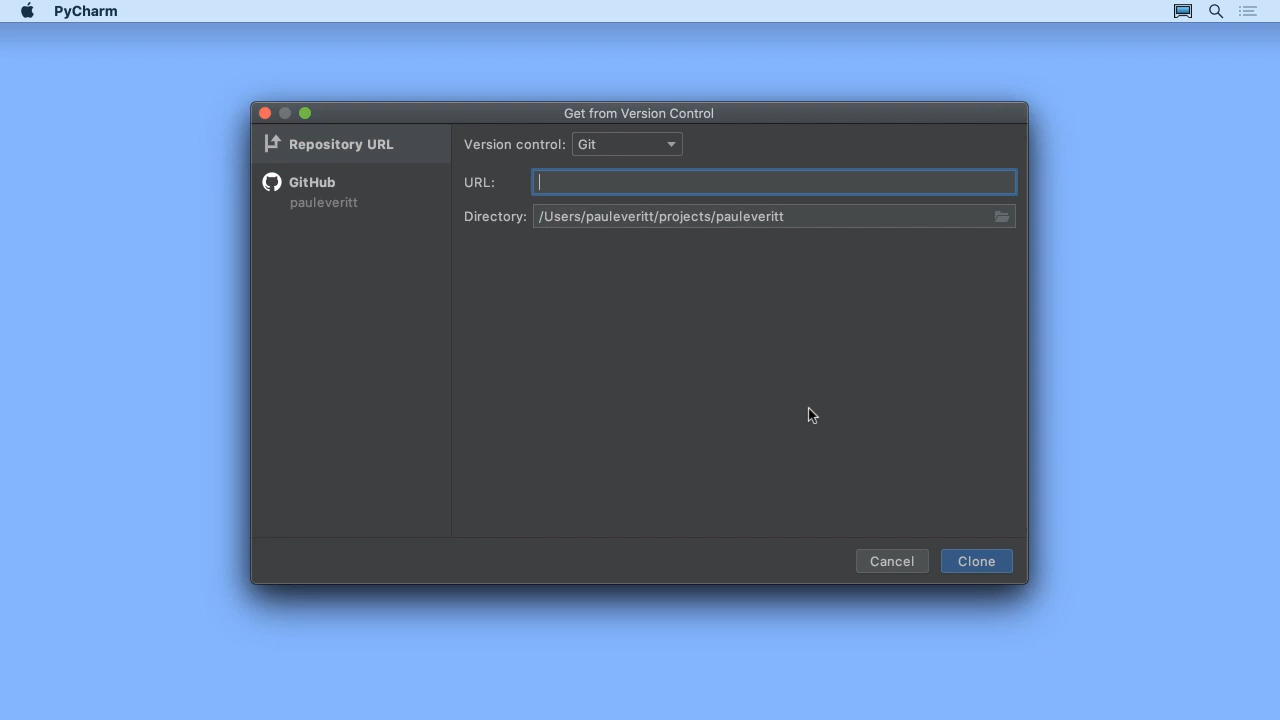 PyCharm
Get from Version Control
Repository URL
GitHub
pauleveritt
Version control: Git
URL:
Directory: /Users/pauleveritt/projects/pauleveritt
Cancel Clone